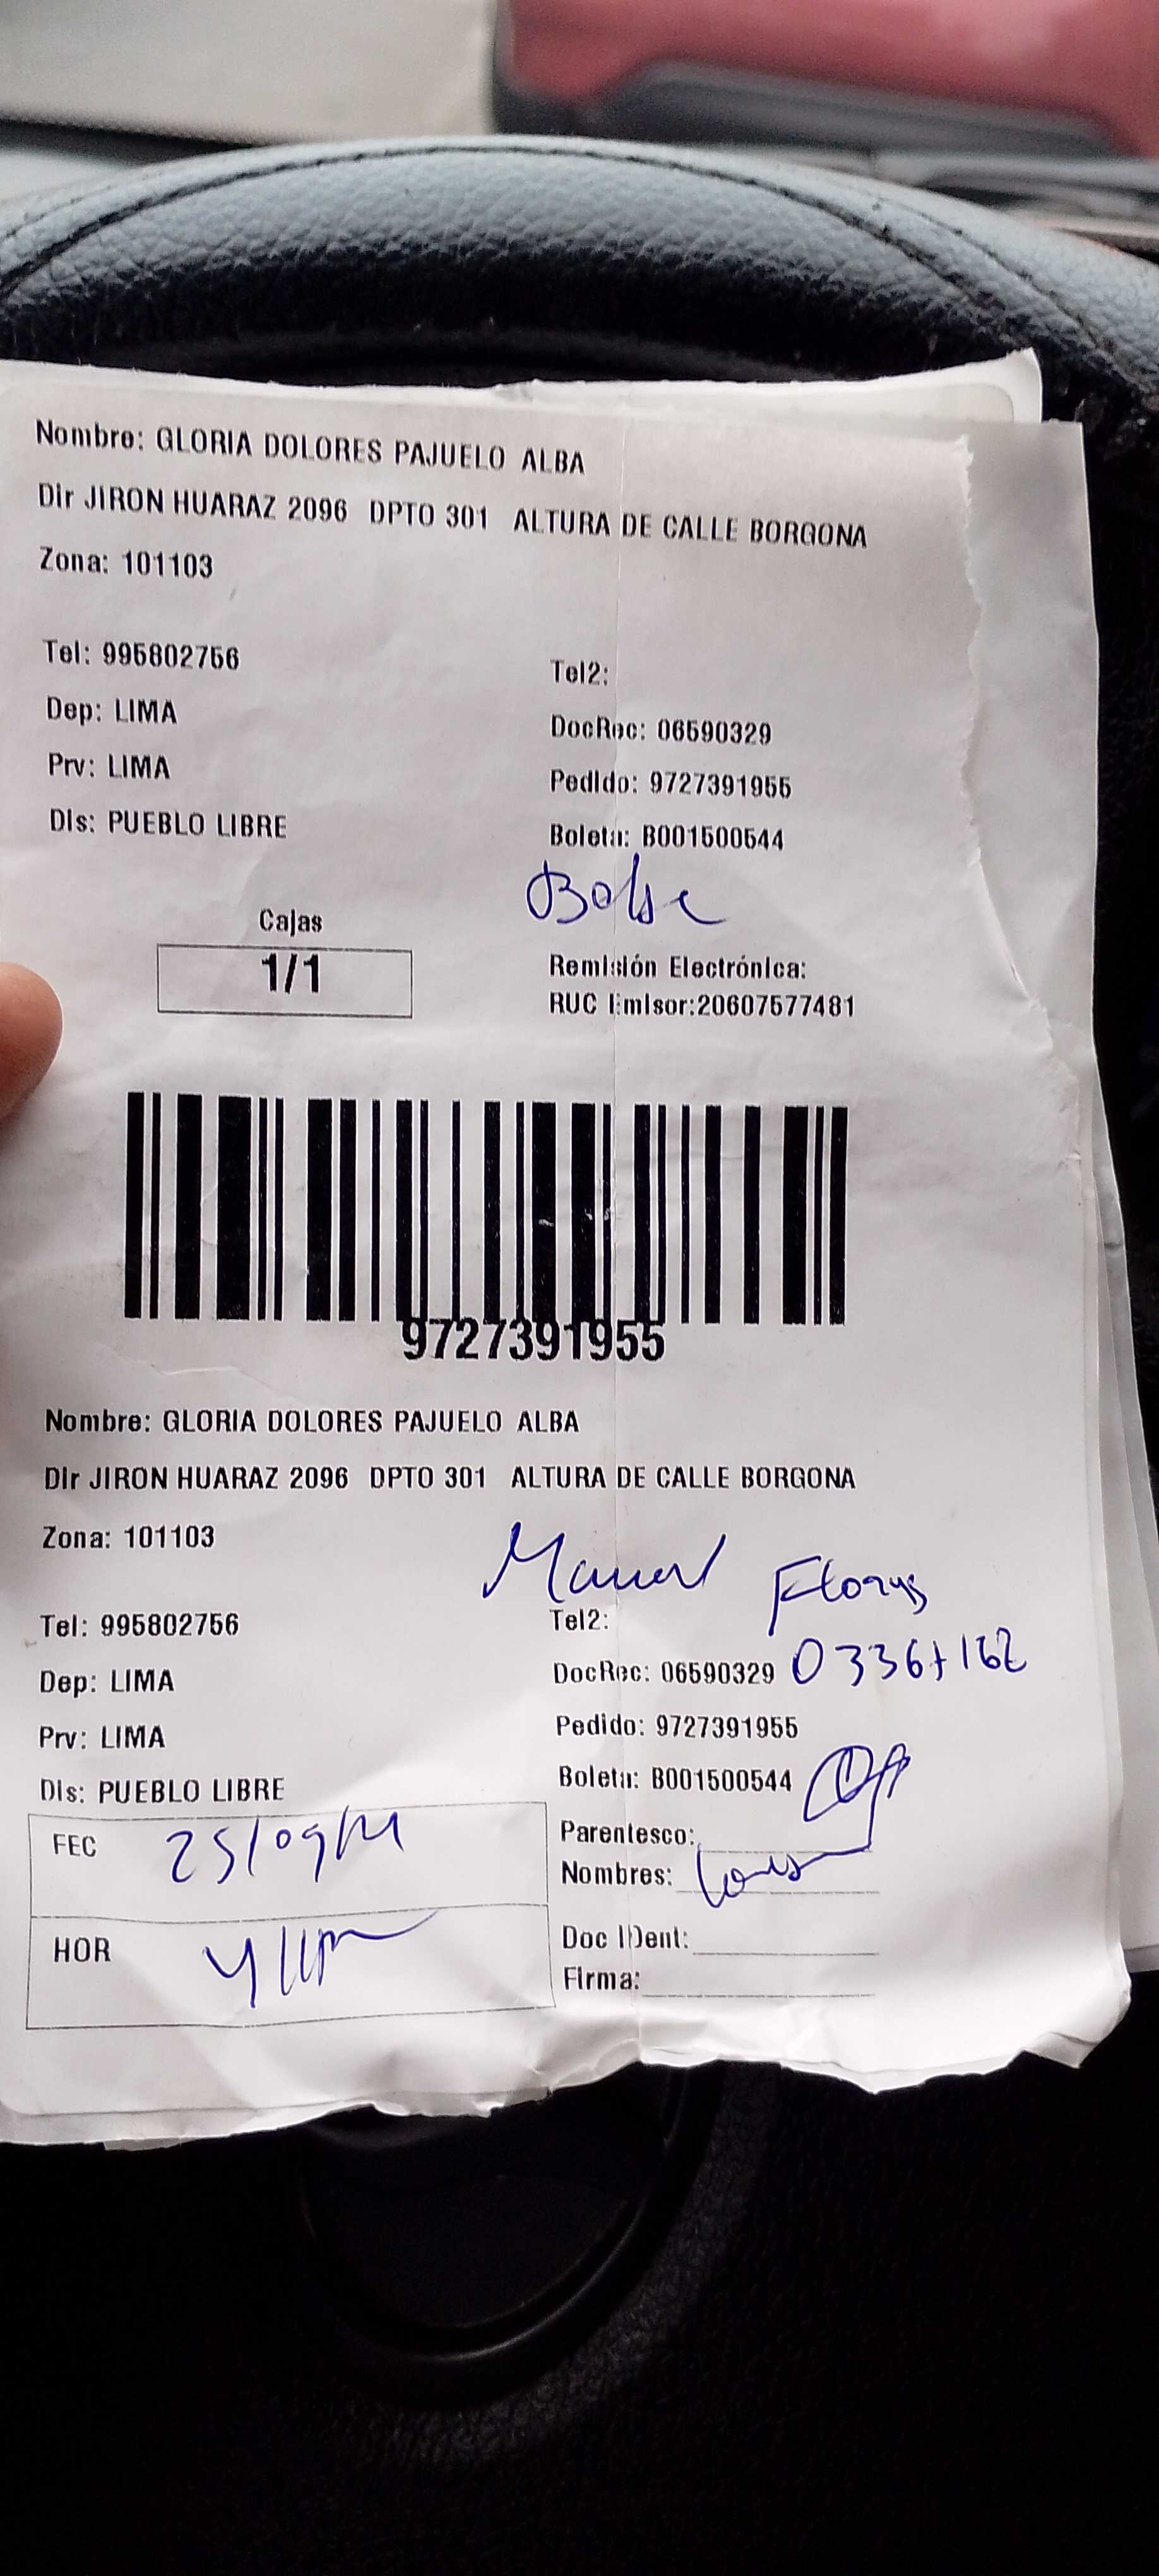 Nombre: GLORIA DOLORES PAJUELO ALBA
Dir JIRON HUARAZ 2096 DPTO 301 ALTURA DE CALLE BORGONA
Zona: 101103
Tel: 995802756
Tel2:
Dep: LIMA
DocRec: 06590329
Prv: LIMA
Pedido: 9727391955
Dis: PUEBLO LIBRE
Boleta: B001500544
Cajas
1/1
Remisión Electrónica:
RUC Emisor:20607577481
9727391955
Nombre: GLORIA DOLORES PAJUELO ALBA
Dir JIRON HUARAZ 2096 DPTO 301 ALTURA DE CALLE BORGONA
Zona: 101103
Manuel
Tel: 995802756
Tel2:
Dep: LIMA
DocRec: 06590329
Prv: LIMA
Pedido: 9727391955
Dis: PUEBLO LIBRE
Boleta: B001500544
FEC
Parentesco:
Nombres:
HOR
Doc IDent:
Firma: